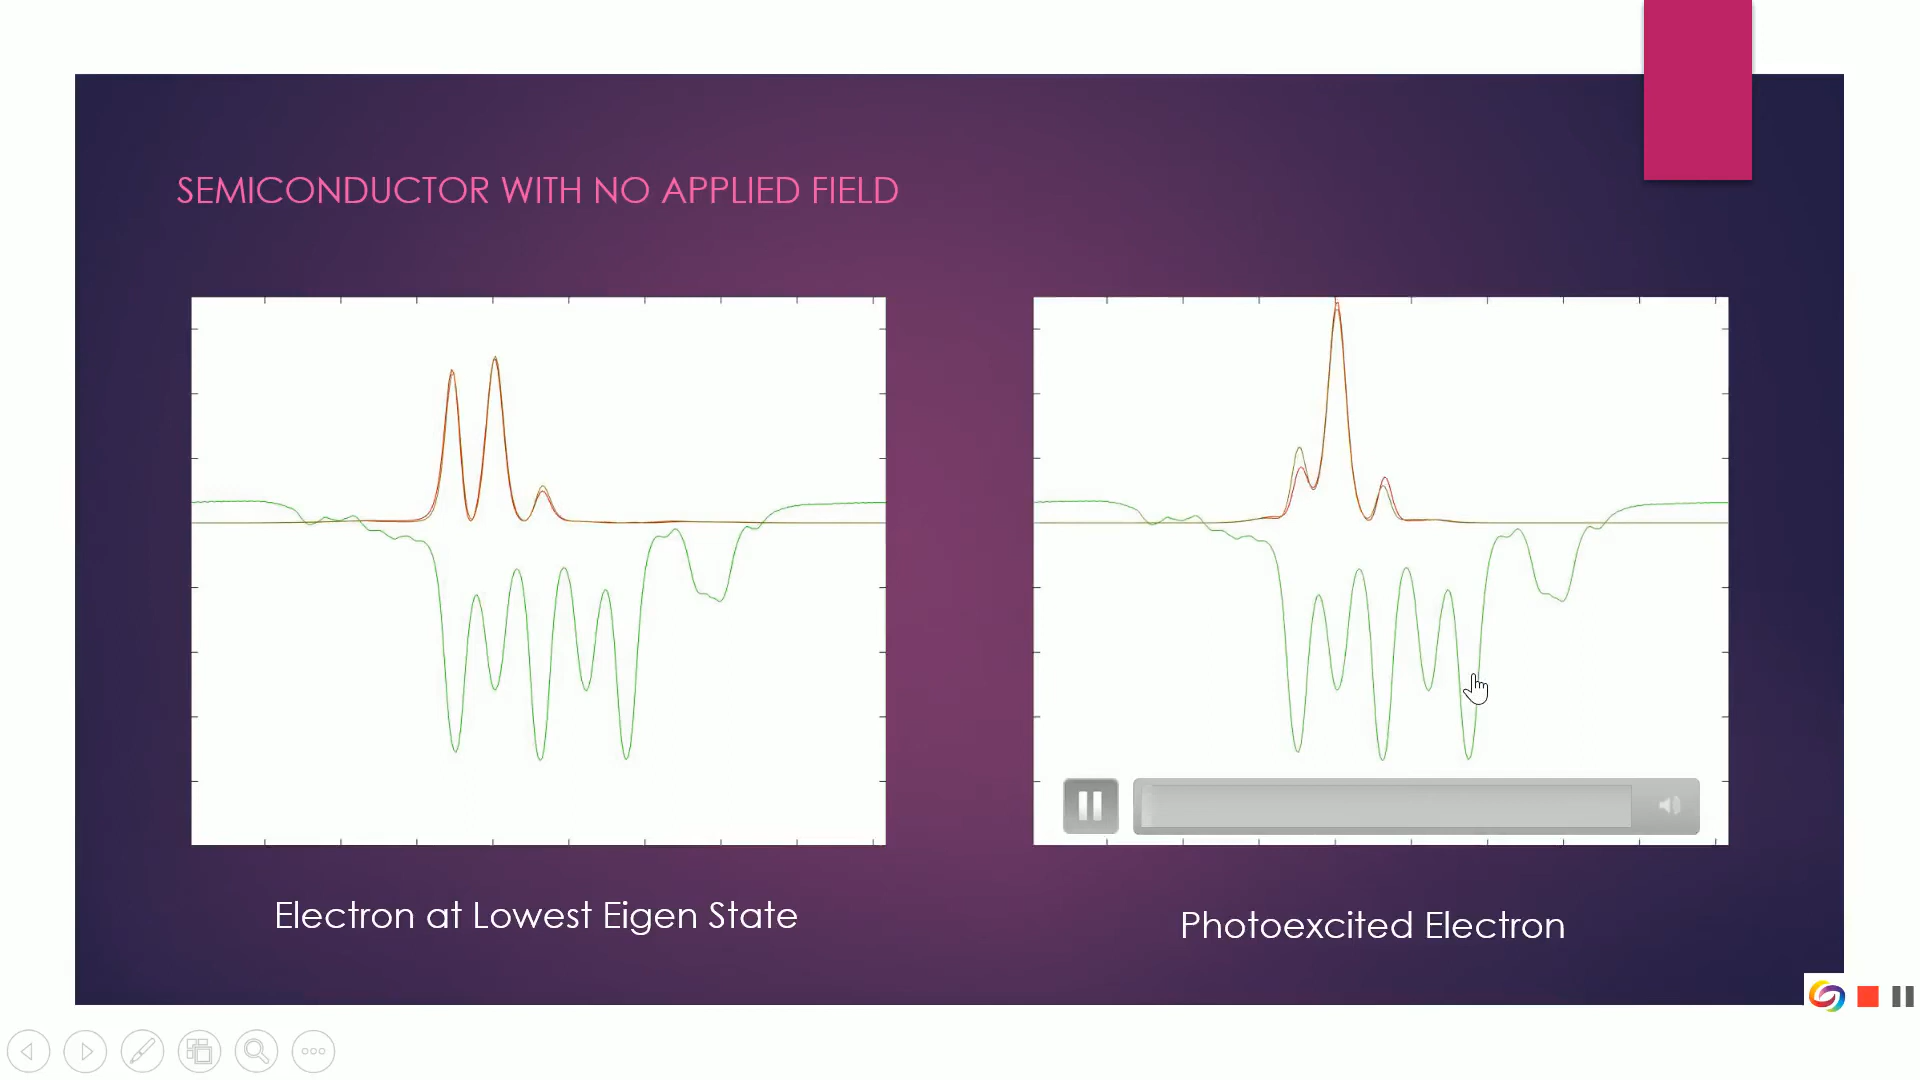 SEMICONDUCTOR WITH NO APPLIED FIELD
Electron at Lowest Eigen State
Photoexcited Electron